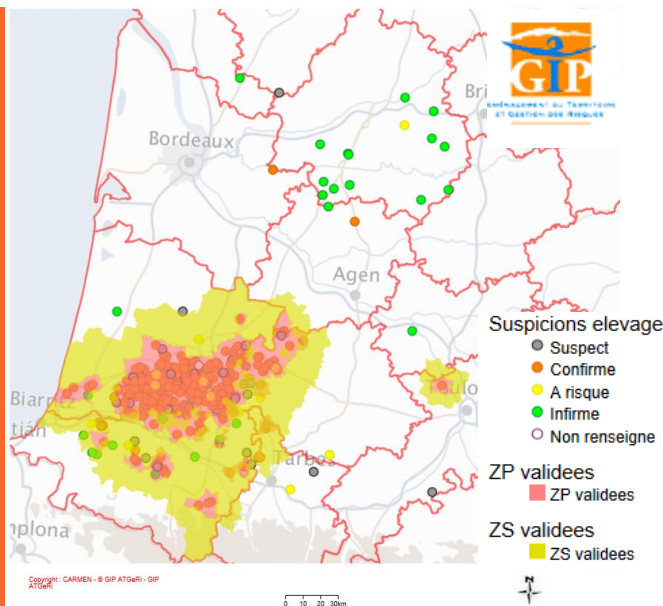 GIP
AMÉNAGEMENT DU TERRITOIRE
ET GESTION DES RISQUES
Bri
Bordeaux
Agen
Suspicions elevage
Suspect
Confirme
A risque
Infirme
Non renseigne
Toulo
Biarritz
tián
Tarbes
ZP validees
ZP validees
mplona
ZS validees
ZS validees
Copyright : CARMEN - © GIP ATGeRi - GIP
ATGeRi
N
0 10 20 30km